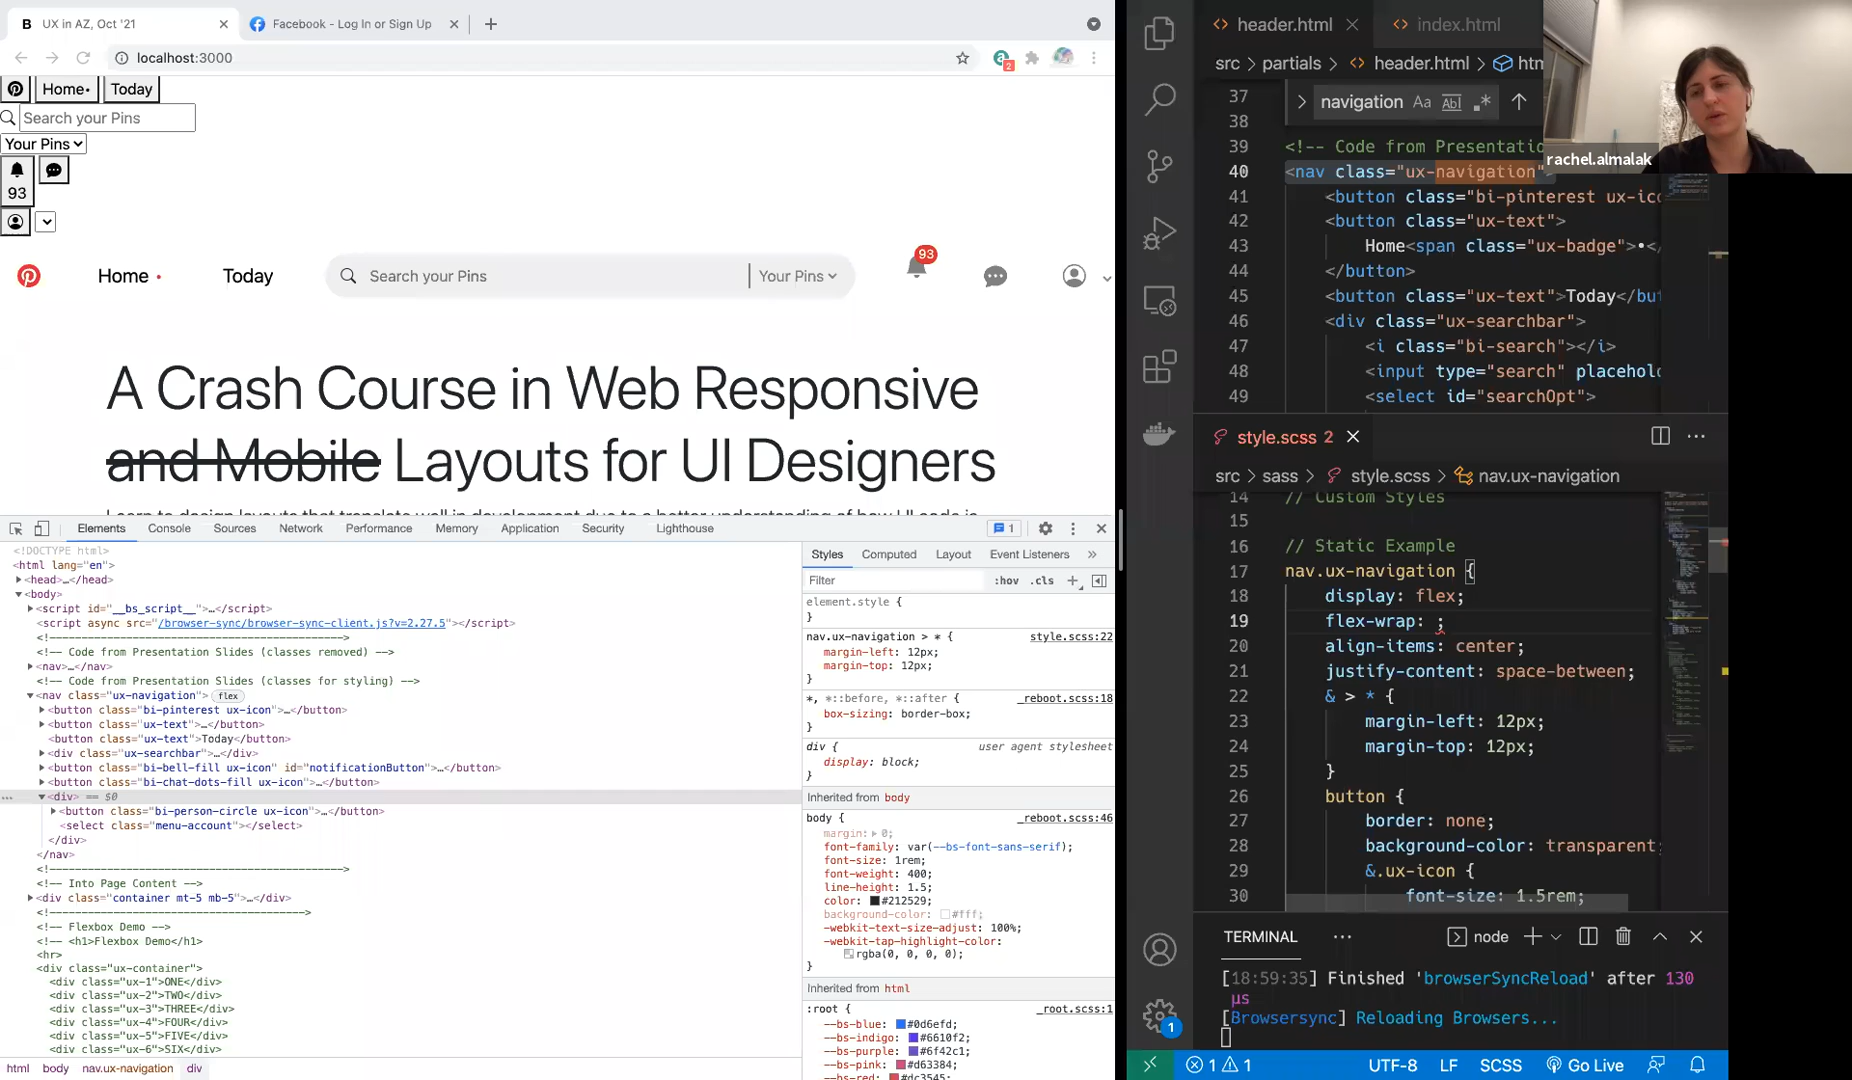 UX in AZ, Oct '21
Facebook - Log In or Sign Up
localhost:3000
2
Home•
Today
Search your Pins
Your Pins
93
Home •
Today
Search your Pins
Your Pins
93
A Crash Course in Web Responsive
and Mobile Layouts for UI Designers
Elements
Console
Sources
Network
Performance
Memory
Application
Security
Lighthouse
1
<!DOCTYPE html>
<html lang="en">
<head>…</head>
<body>
<script id="__bs_script__">…</script>
<script async src="/browser-sync/browser-sync-client.js?v=2.27.5"></script>
<!-- Code from Presentation Slides (classes removed) -->
<nav>…</nav>
<!-- Code from Presentation Slides (classes for styling) -->
<nav class="ux-navigation"> flex
<button class="bi-pinterest ux-icon">…</button>
<button class="ux-text">…</button>
<button class="ux-text">Today</button>
<div class="ux-searchbar">…</div>
<button class="bi-bell-fill ux-icon" id="notificationButton">…</button>
<button class="bi-chat-dots-fill ux-icon">…</button>
<div> == $0
<button class="bi-person-circle ux-icon">…</button>
<select class="menu-account"></select>
</div>
</nav>
<!-- Into Page Content -->
<div class="container mt-5 mb-5">…</div>
<!-- Flexbox Demo -->
<!-- <h1>Flexbox Demo</h1>
<hr>
<div class="ux-container">
<div class="ux-1">ONE</div>
<div class="ux-2">TWO</div>
<div class="ux-3">THREE</div>
<div class="ux-4">FOUR</div>
<div class="ux-5">FIVE</div>
<div class="ux-6">SIX</div>
html body nav.ux-navigation div
Styles
Computed
Layout
Event Listeners
Filter
:hov .cls
element.style {
}
nav.ux-navigation > * { style.scss:22
margin-left: 12px;
margin-top: 12px;
}
*, *::before, *::after { _reboot.scss:18
box-sizing: border-box;
}
div { user agent stylesheet
display: block;
}
Inherited from body
body { _reboot.scss:46
margin: 0;
font-family: var(--bs-font-sans-serif);
font-size: 1rem;
font-weight: 400;
line-height: 1.5;
color: #212529;
background-color: #fff;
-webkit-text-size-adjust: 100%;
-webkit-tap-highlight-color:
rgba(0, 0, 0, 0);
}
Inherited from html
:root { _root.scss:1
--bs-blue: #0d6efd;
--bs-indigo: #6610f2;
--bs-purple: #6f42c1;
--bs-pink: #d63384;
--bs-red: #dc3545;
header.html
index.html
src > partials > header.html > htm
navigation Aa Abl
37
38
39 <!-- Code from Presentatio
40 <nav class="ux-navigation">
41 <button class="bi-pinterest ux-ico
42 <button class="ux-text">
43 Home<span class="ux-badge">•</
44 </button>
45 <button class="ux-text">Today</but
46 <div class="ux-searchbar">
47 <i class="bi-search"></i>
48 <input type="search" placehold
49 <select id="searchOpt">
rachel.almalak
style.scss 2
src > sass > style.scss > nav.ux-navigation
14 // Custom Styles
15
16 // Static Example
17 nav.ux-navigation {
18 display: flex;
19 flex-wrap: ;
20 align-items: center;
21 justify-content: space-between;
22 & > * {
23 margin-left: 12px;
24 margin-top: 12px;
25 }
26 button {
27 border: none;
28 background-color: transparent;
29 &.ux-icon {
30 font-size: 1.5rem;
TERMINAL
node
[18:59:35] Finished 'browserSyncReload' after 130
μs
[Browsersync] Reloading Browsers...
1
1 1
UTF-8
LF
SCSS
Go Live